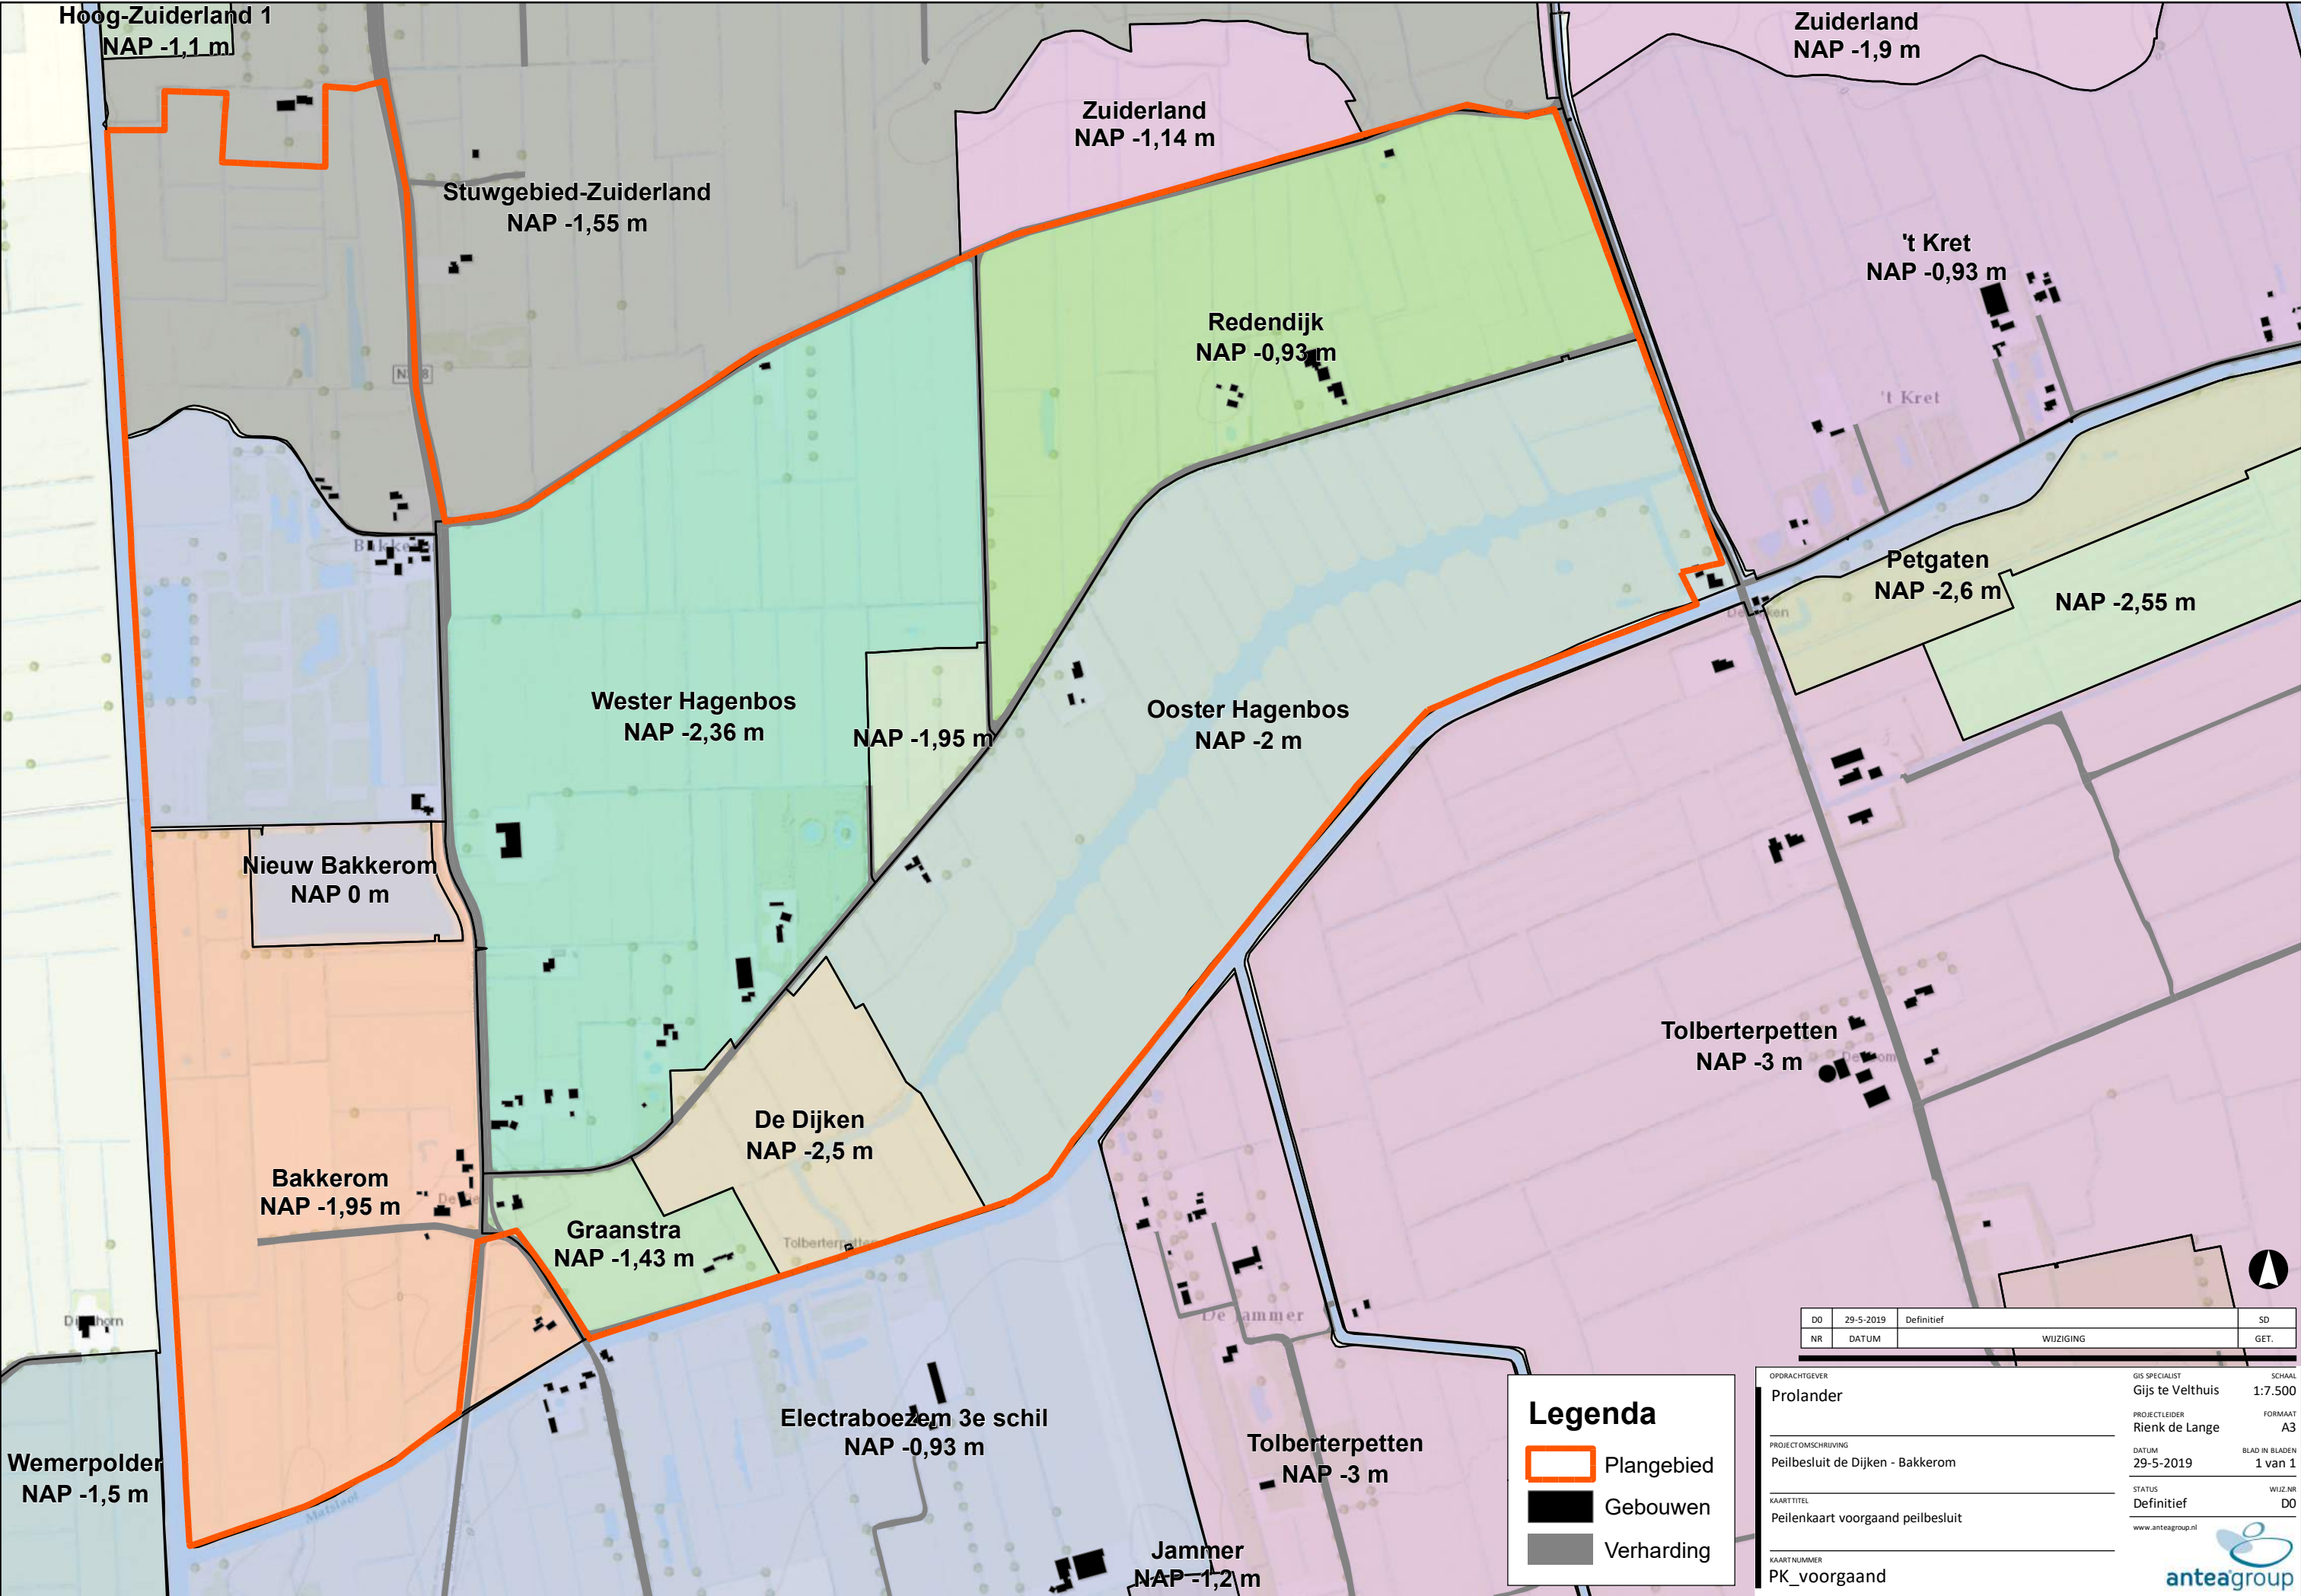 Hoog-Zuiderland 1
NAP -1,1 m
Zuiderland
NAP -1,9 m
Zuiderland
NAP -1,14 m
Stuwgebied-Zuiderland
NAP -1,55 m
't Kret
NAP -0,93 m
Redendijk
NAP -0,93 m
't Kret
Petgaten
NAP -2,6 m
NAP -2,55 m
Wester Hagenbos
NAP -2,36 m
NAP -1,95 m
Ooster Hagenbos
NAP -2 m
Nieuw Bakkerom
NAP 0 m
Tolberterpetten
NAP -3 m
De Dijken
NAP -2,5 m
Bakkerom
NAP -1,95 m
Graanstra
NAP -1,43 m
Tolberterpetten
De Jammer
Electraboezem 3e schil
NAP -0,93 m
Wemerpolder
NAP -1,5 m
Matsloot
Tolberterpetten
NAP -3 m
Jammer
NAP -1,2 m
Legenda
Plangebied
Gebouwen
Verharding
D0 29-5-2019 Definitief SD
NR DATUM WIJZIGING GET.
OPDRACHTGEVER
Prolander
PROJECTOMSCHRIJVING
Peilbesluit de Dijken - Bakkerom
KAARTTITEL
Peilenkaart voorgaand peilbesluit
KAARTNUMMER
PK_voorgaand
GIS SPECIALIST SCHAAL
Gijs te Velthuis 1:7.500
PROJECTLEIDER FORMAAT
Rienk de Lange A3
DATUM BLAD IN BLADEN
29-5-2019 1 van 1
STATUS WIJZ.NR
Definitief D0
www.anteagroup.nl
anteagroup